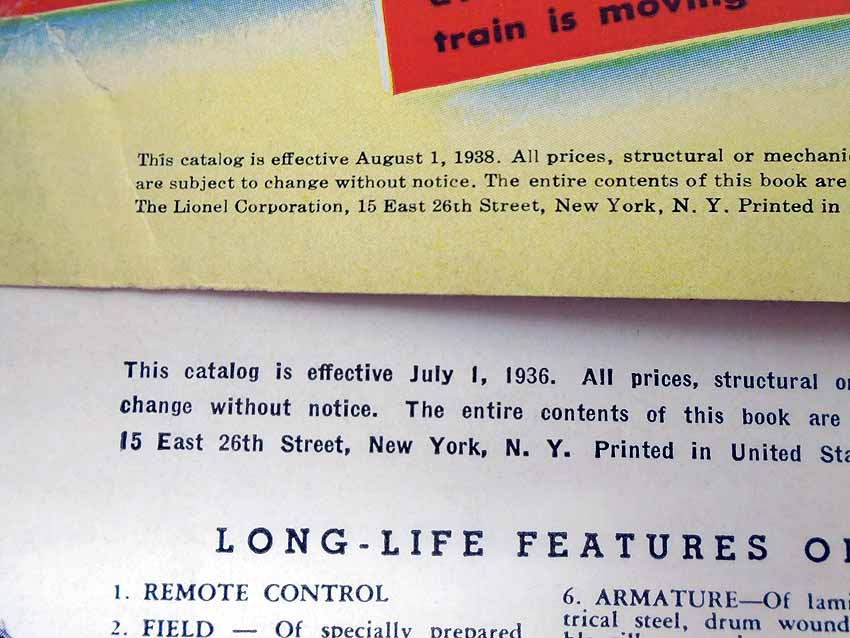 train is moving
This catalog is effective August 1, 1938. All prices, structural or mechani
are subject to change without notice. The entire contents of this book are
The Lionel Corporation, 15 East 26th Street, New York, N. Y. Printed in
This catalog is effective July 1, 1936. All prices, structural or
change without notice. The entire contents of this book are
15 East 26th Street, New York, N. Y. Printed in United Sta
LONG-LIFE FEATURES O
1. REMOTE CONTROL
2. FIELD — Of specially prepared
6. ARMATURE—Of lami
trical steel, drum wound